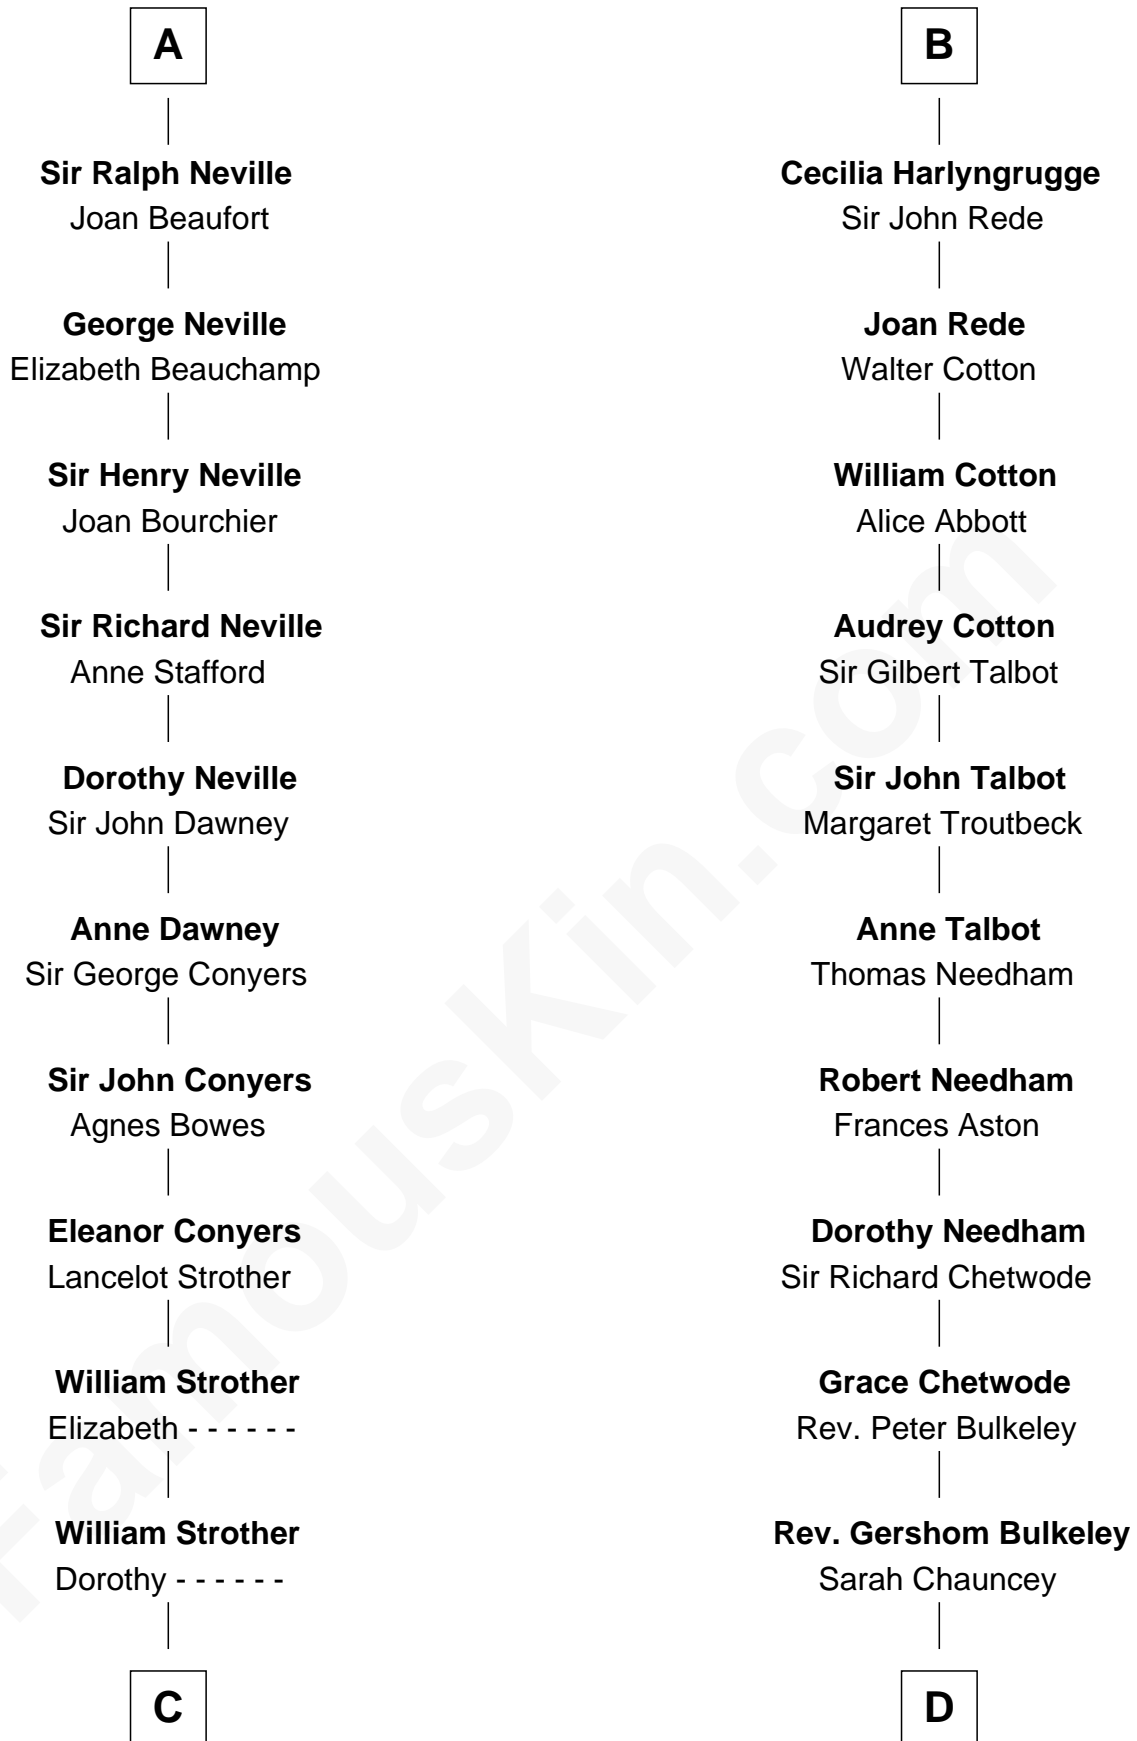 A
Sir Ralph Neville
Joan Beaufort
George Neville
Elizabeth Beauchamp
Sir Henry Neville
Joan Bourchier
Sir Richard Neville
Anne Stafford
Dorothy Neville
Sir John Dawney
Anne Dawney
Sir George Conyers
Sir John Conyers
Agnes Bowes
Eleanor Conyers
Lancelot Strother
William Strother
Elizabeth - - - - - -
William Strother
Dorothy - - - - - -
C
B
Cecilia Harlyngrugge
Sir John Rede
Joan Rede
Walter Cotton
William Cotton
Alice Abbott
Audrey Cotton
Sir Gilbert Talbot
Sir John Talbot
Margaret Troutbeck
Anne Talbot
Thomas Needham
Robert Needham
Frances Aston
Dorothy Needham
Sir Richard Chetwode
Grace Chetwode
Rev. Peter Bulkeley
Rev. Gershom Bulkeley
Sarah Chauncey
D
FamousKin.com